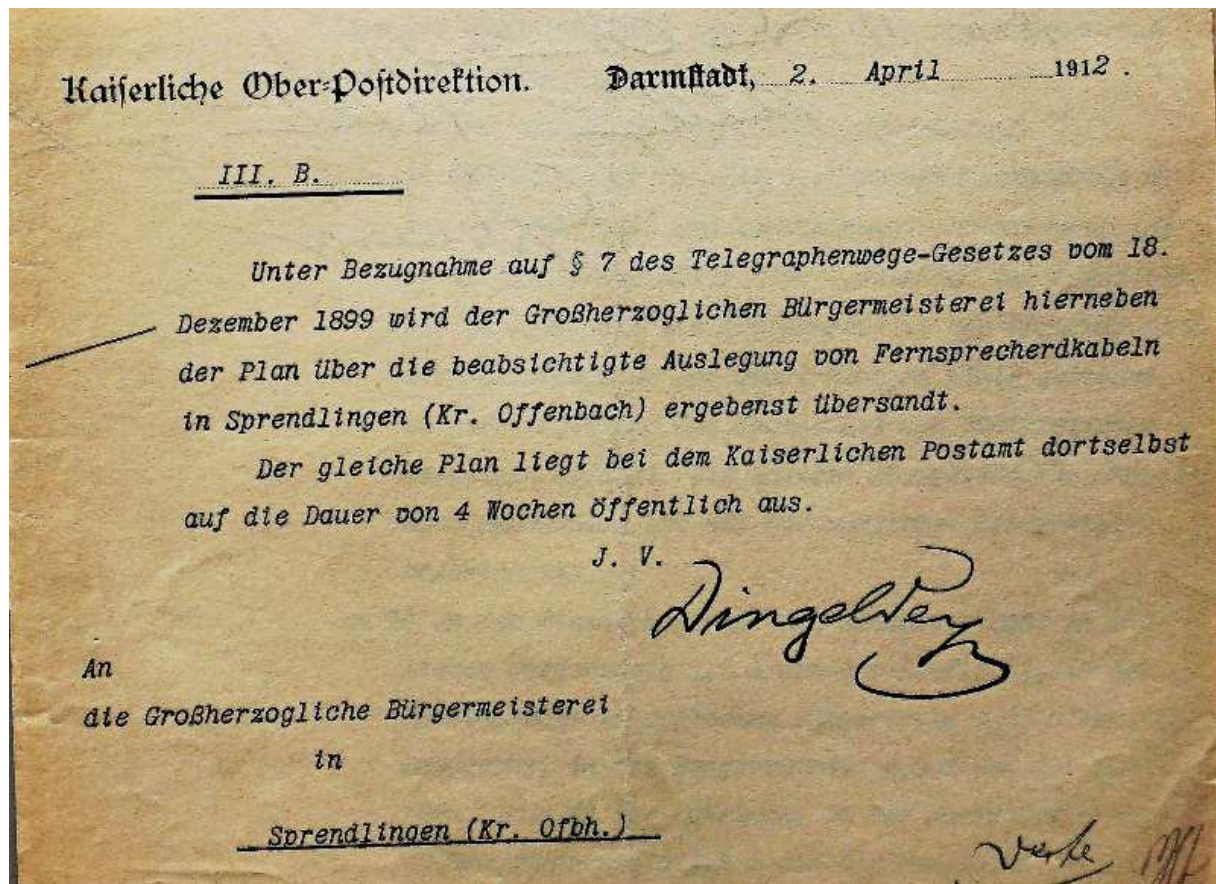 Kaiserliche Ober-Postdirektion. Darmstadt, 2. April 1912.
III. B.
Unter Bezugnahme auf § 7 des Telegraphenwege-Gesetzes vom 18.
Dezember 1899 wird der Großherzoglichen Bürgermeisterei hierneben
der Plan über die beabsichtigte Auslegung von Fernsprecherdkabeln
in Sprendlingen (Kr. Offenbach) ergebenst übersandt.
Der gleiche Plan liegt bei dem Kaiserlichen Postamt dortselbst
auf die Dauer von 4 Wochen öffentlich aus.
J. V.
Dingeldey
An
die Großherzogliche Bürgermeisterei
in
Sprendlingen (Kr. Ofbh.)